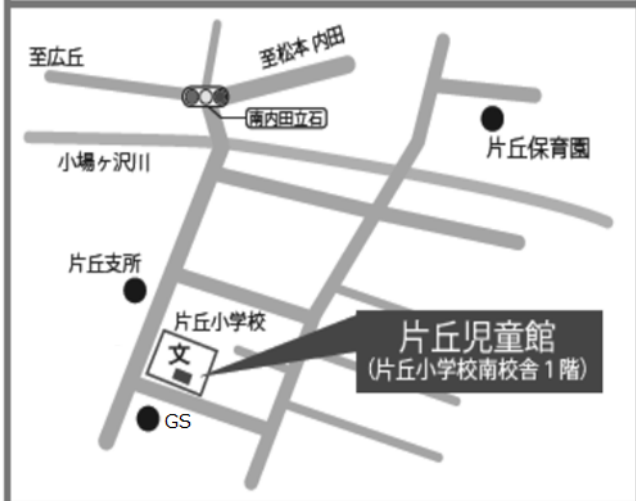 至広丘
至松本 内田
南内田立石
小場ヶ沢川
片丘保育園
片丘支所
片丘小学校
文
片丘児童館
(片丘小学校南校舎1階)
GS